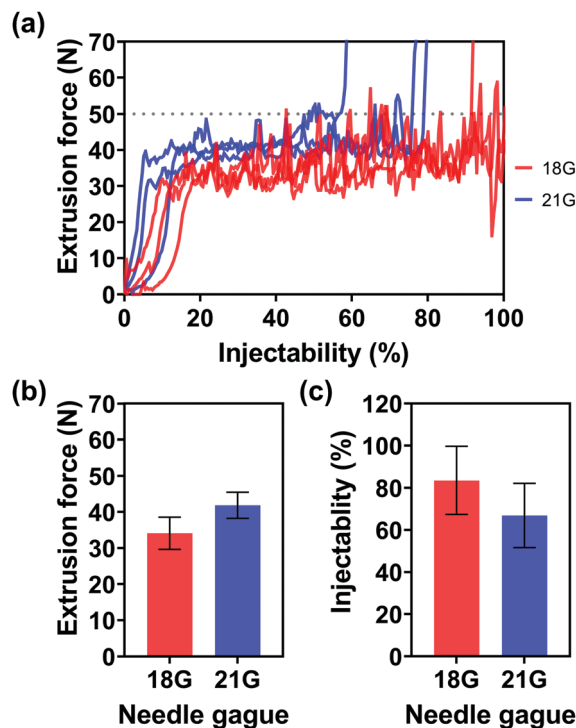 (a)
Extrusion force (N)
70
60
50
40
30
20
10
0
0 20 40 60 80 100
Injectability (%)
18G
21G
(b)
Extrusion force (N)
70
60
50
40
30
20
10
0
18G 21G
Needle gague
(c)
Injectablity (%)
120
100
80
60
40
20
0
18G 21G
Needle gague